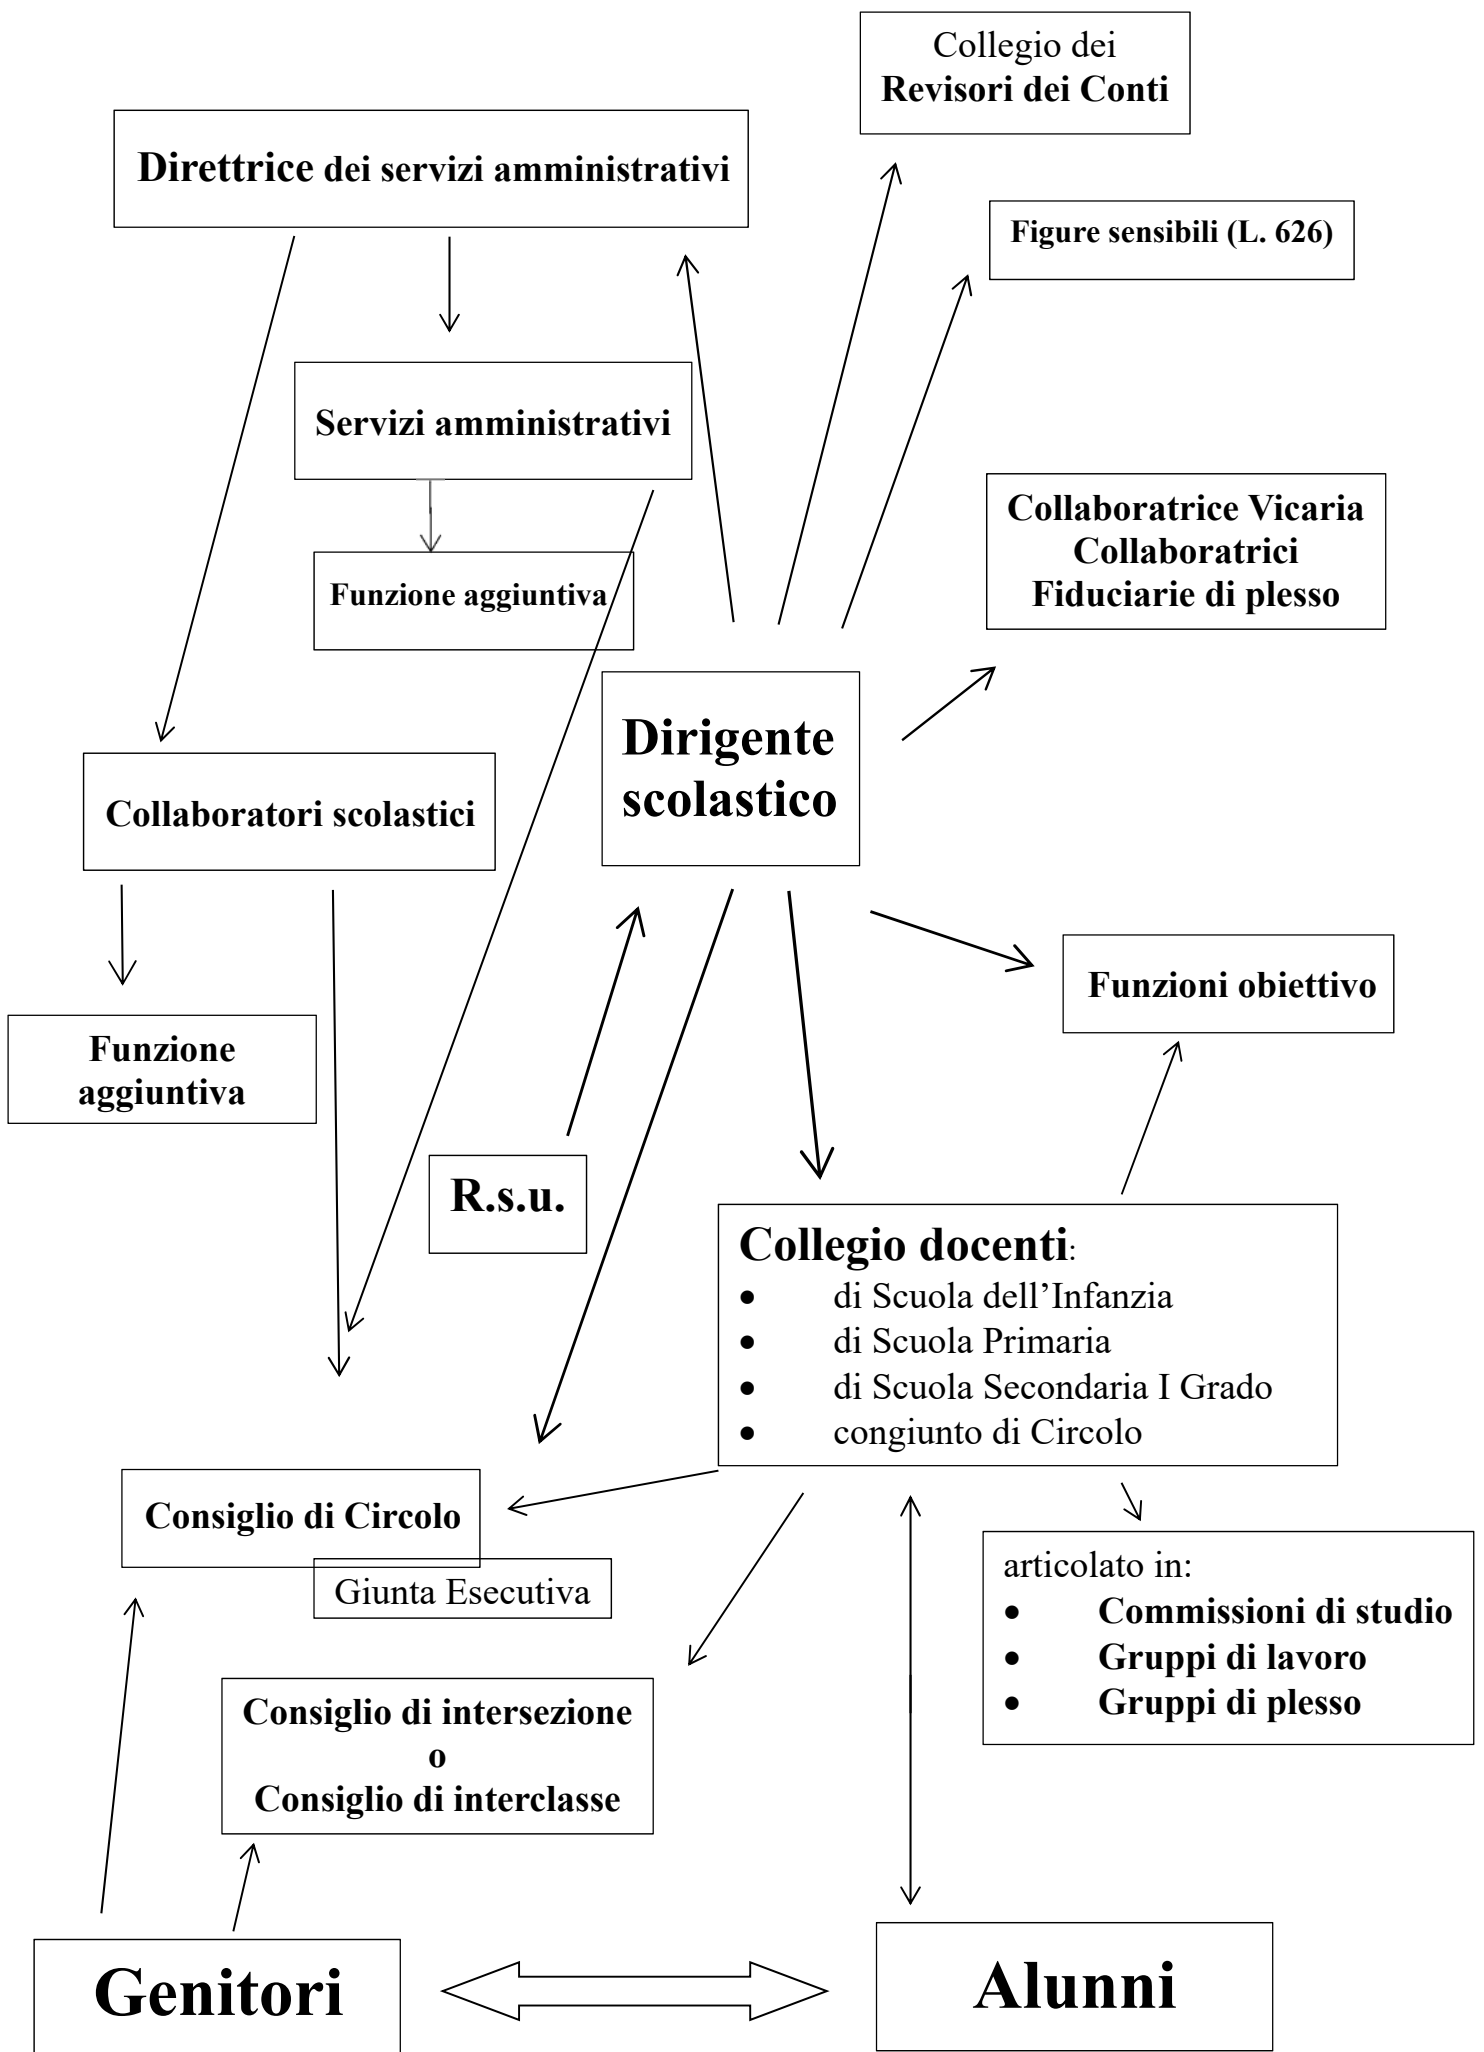 Collegio dei
Revisori dei Conti
Direttrice dei servizi amministrativi
Figure sensibili (L. 626)
Servizi amministrativi
Collaboratrice Vicaria
Collaboratrici
Fiduciarie di plesso
Funzione aggiuntiva
Dirigente
scolastico
Collaboratori scolastici
Funzioni obiettivo
Funzione
aggiuntiva
R.s.u.
Collegio docenti:
• di Scuola dell’Infanzia
• di Scuola Primaria
• di Scuola Secondaria I Grado
• congiunto di Circolo
Consiglio di Circolo
Giunta Esecutiva
articolato in:
• Commissioni di studio
• Gruppi di lavoro
• Gruppi di plesso
Consiglio di intersezione
o
Consiglio di interclasse
Genitori
Alunni